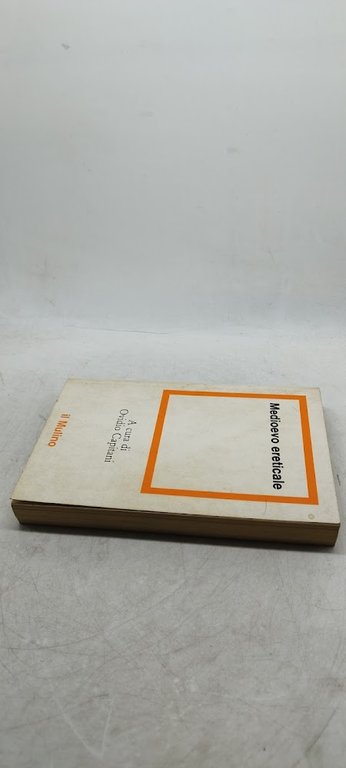 Medioevo ereticale
A cura di
Ovidio Capitani
il Mulino